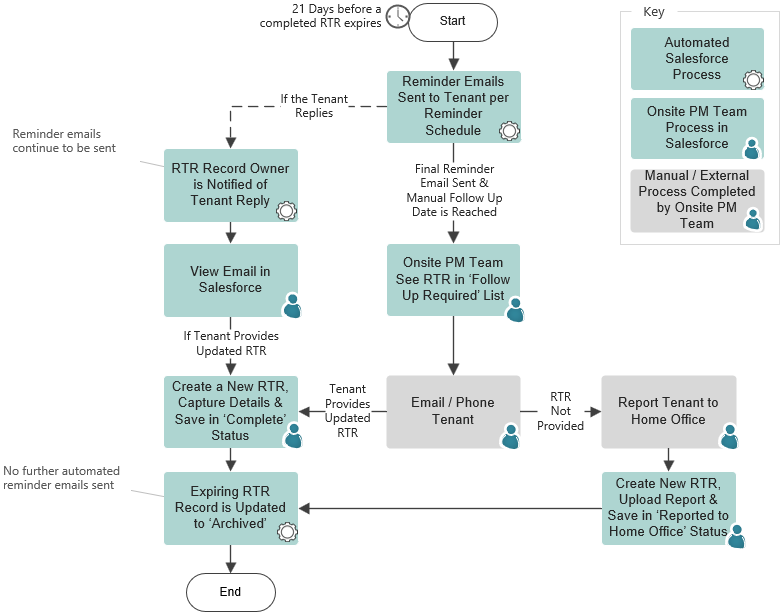 21 Days before a
completed RTR expires
Start
Key
Automated
Salesforce
Process
Onsite PM Team
Process in
Salesforce
Manual / External
Process Completed
by Onsite PM
Team
Reminder Emails
Sent to Tenant per
Reminder
Schedule
If the Tenant
Replies
Reminder emails
continue to be sent
RTR Record Owner
is Notified of
Tenant Reply
Final Reminder
Email Sent &
Manual Follow Up
Date is Reached
View Email in
Salesforce
Onsite PM Team
See RTR in ‘Follow
Up Required’ List
If Tenant Provides
Updated RTR
Create a New RTR,
Capture Details &
Save in ‘Complete’
Status
Tenant
Provides
Updated
RTR
Email / Phone
Tenant
RTR
Not
Provided
Report Tenant to
Home Office
No further automated
reminder emails sent
Expiring RTR
Record is Updated
to ‘Archived’
Create New RTR,
Upload Report &
Save in ‘Reported to
Home Office’ Status
End